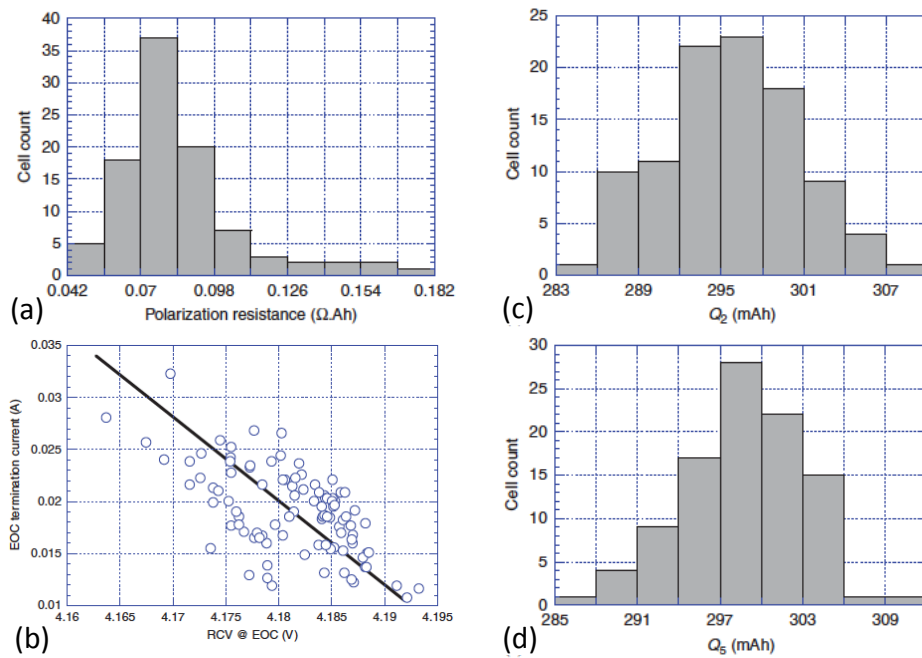 40
35
30
25
20
15
10
5
0
Cell count
0.042 0.07 0.098 0.126 0.154 0.182
(a)
Polarization resistance (Ω.Ah)
25
20
15
10
5
0
Cell count
283 289 295 301 307
(c)
Q2 (mAh)
0.035
0.03
0.025
0.02
0.015
0.01
EOC termination current (A)
4.16 4.165 4.17 4.175 4.18 4.185 4.19 4.195
(b)
RCV @ EOC (V)
30
25
20
15
10
5
0
Cell count
285 291 297 303 309
(d)
Q5 (mAh)